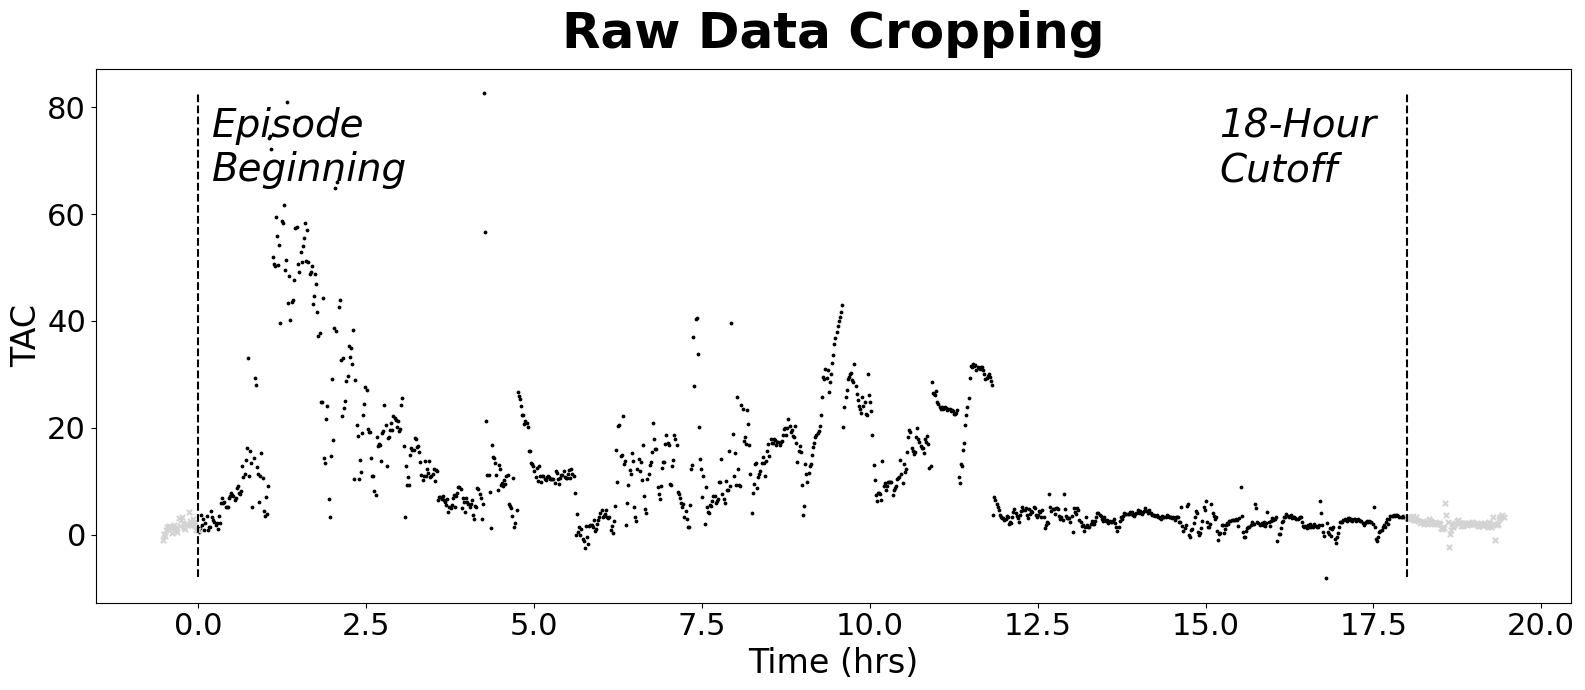 Raw Data Cropping
Episode
Beginning
18-Hour
Cutoff
TAC
80
60
40
20
0
0.0 2.5 5.0 7.5 10.0 12.5 15.0 17.5 20.0
Time (hrs)